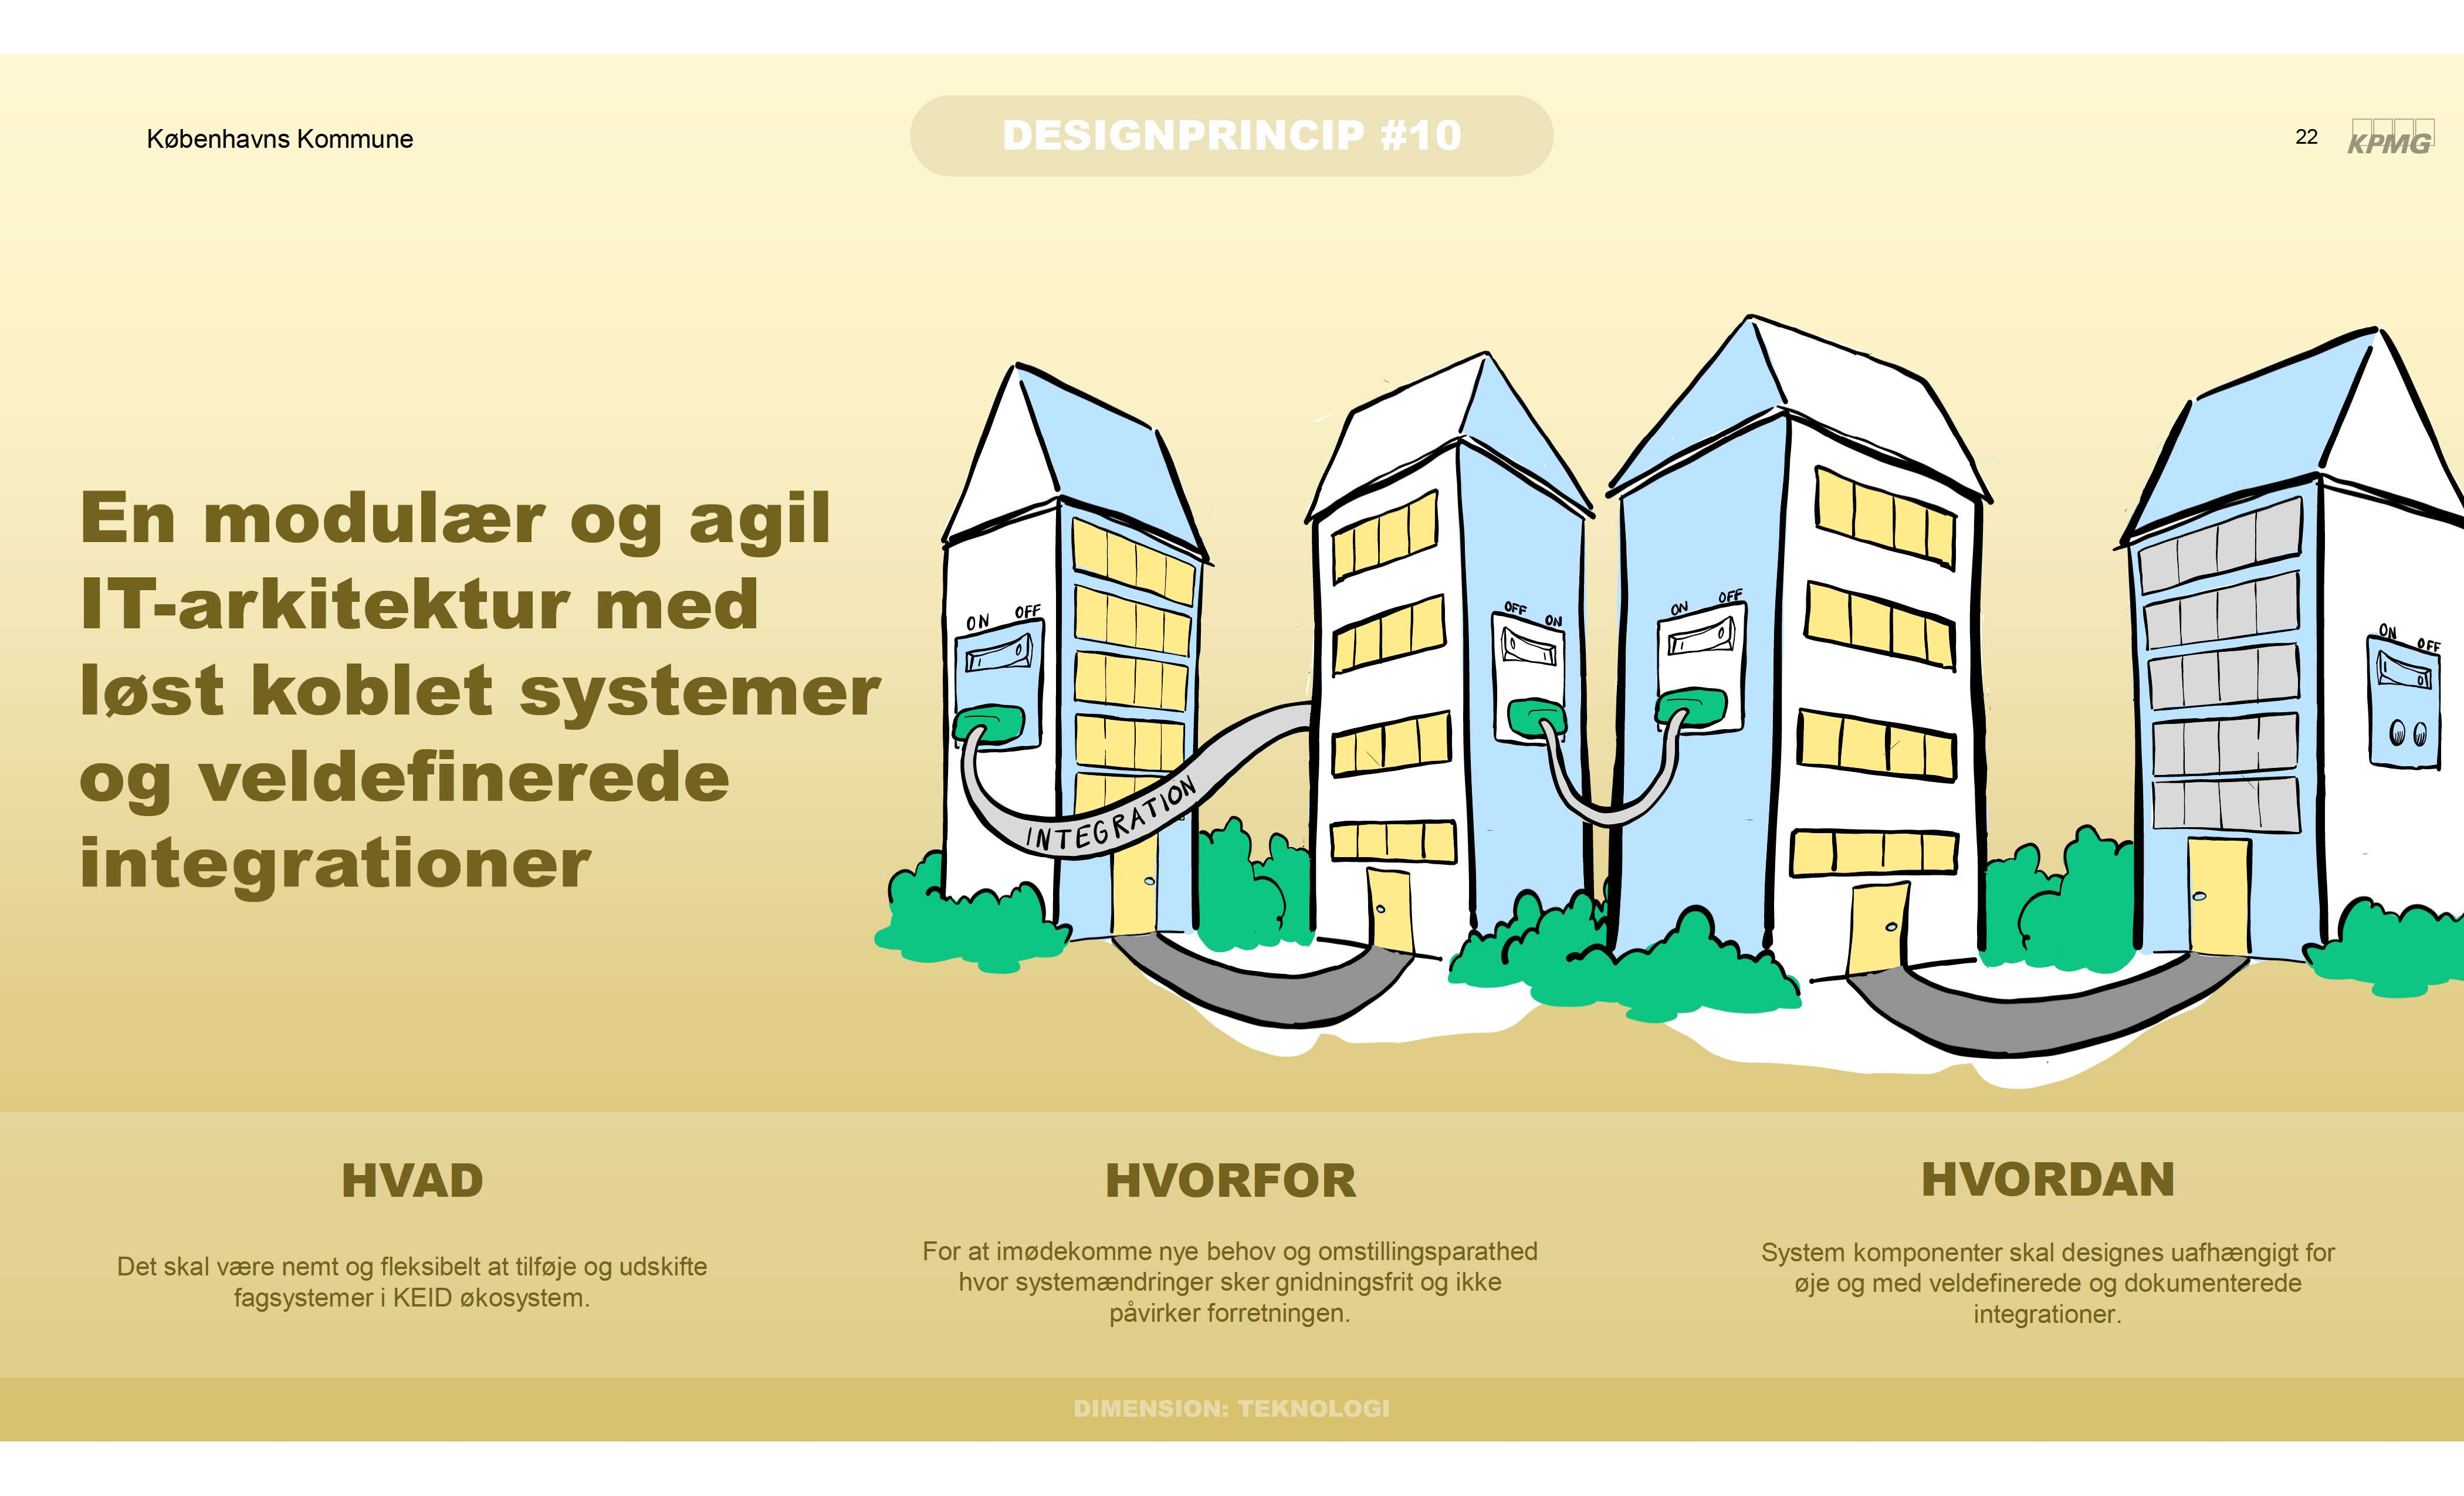 Københavns Kommune
DESIGNPRINCIP #10
22
KPMG
En modulær og agil
IT-arkitektur med
løst koblet systemer
og veldefinerede
integrationer
ON OFF
OFF ON
ON OFF
ON OFF
INTEGRATION
HVAD
Det skal være nemt og fleksibelt at tilføje og udskifte
fagsystemer i KEID økosystem.
HVORFOR
For at imødekomme nye behov og omstillingsparathed
hvor systemændringer sker gnidningsfrit og ikke
påvirker forretningen.
HVORDAN
System komponenter skal designes uafhængigt for
øje og med veldefinerede og dokumenterede
integrationer.
DIMENSION: TEKNOLOGI